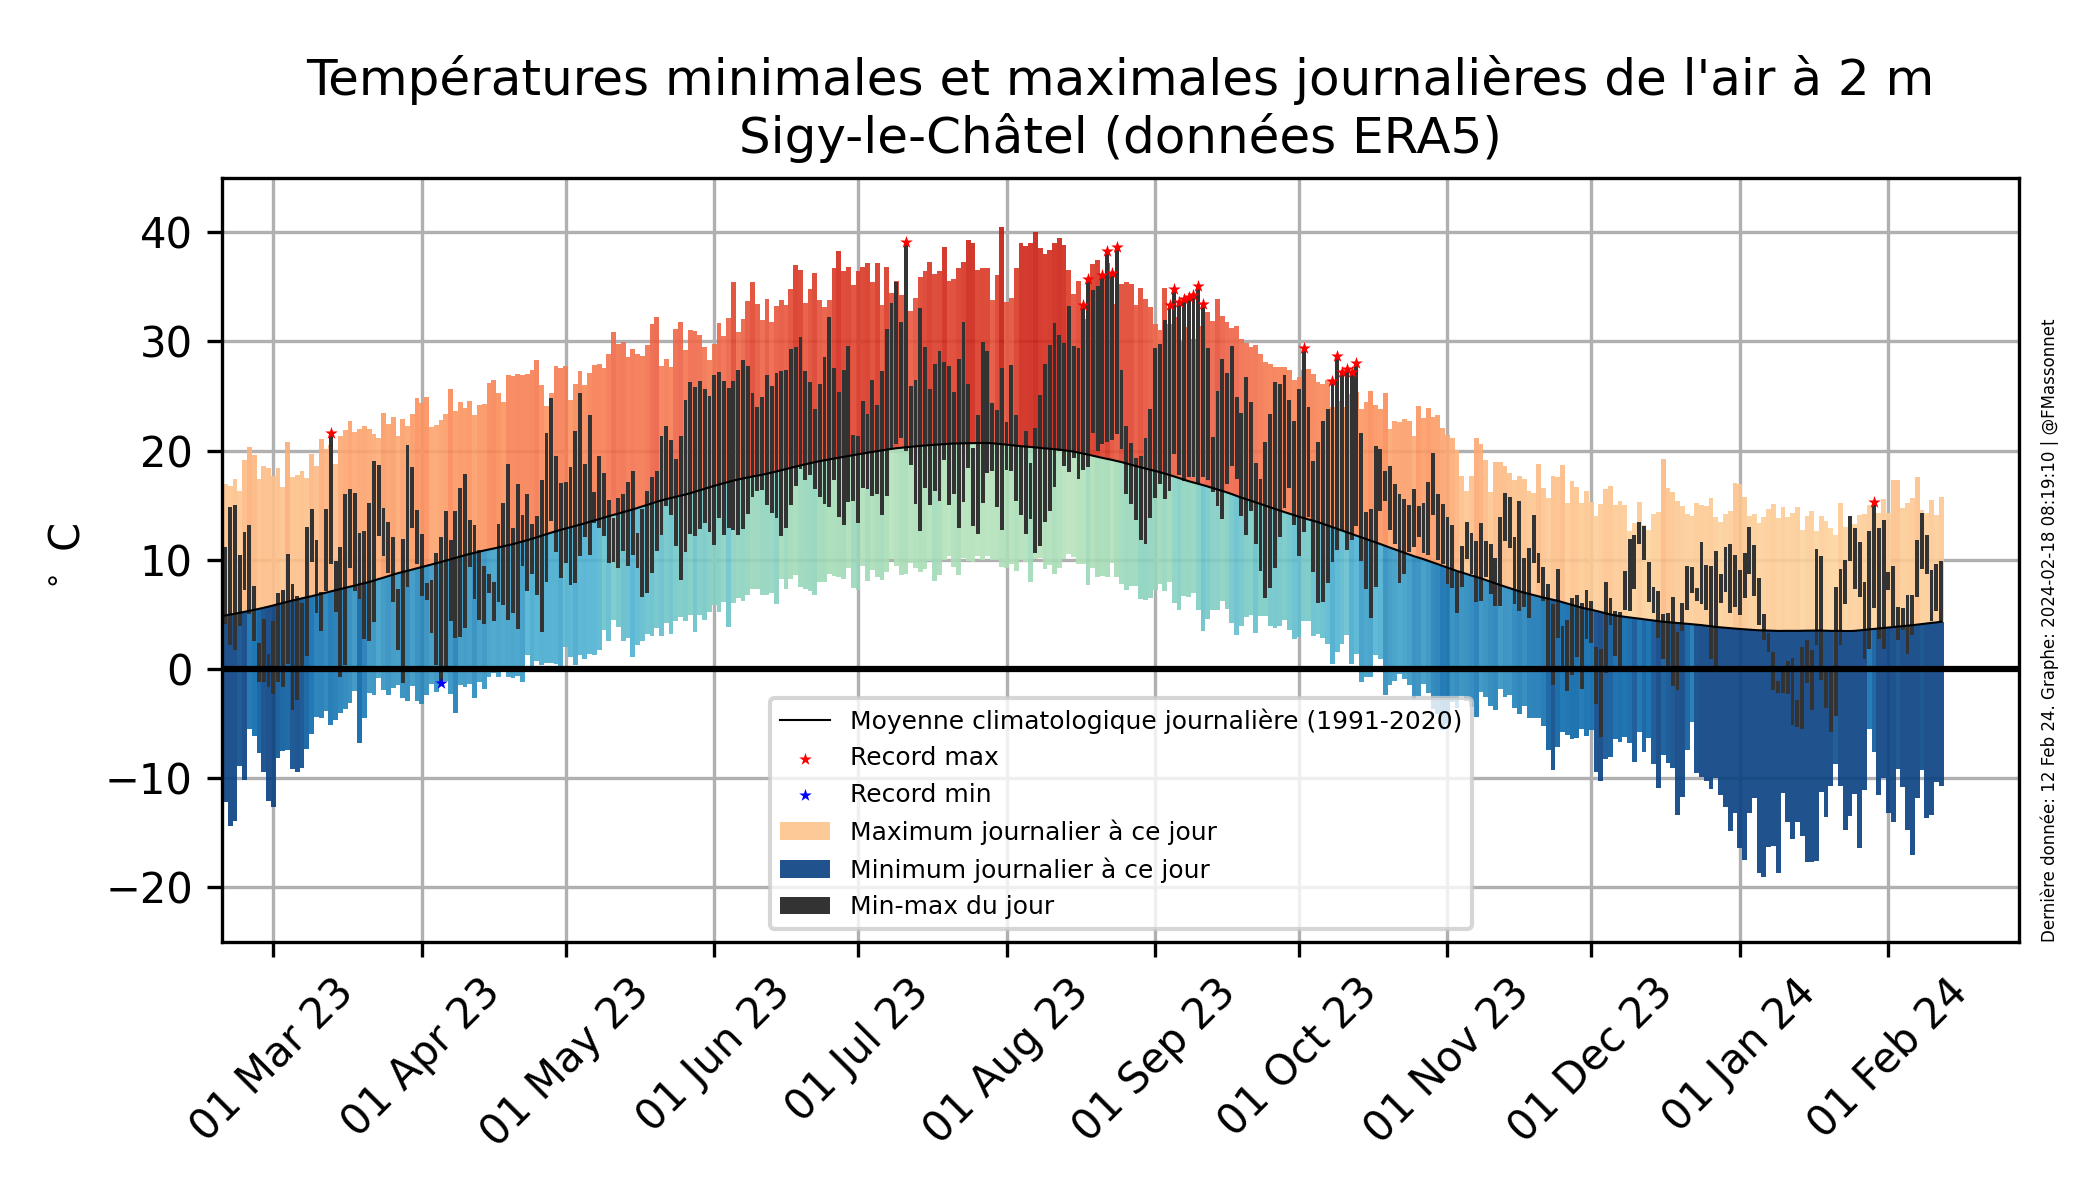 Températures minimales et maximales journalières de l'air à 2 m
Sigy-le-Châtel (données ERA5)
40
30
20
10
0
−10
−20
° C
Moyenne climatologique journalière (1991-2020)
Record max
Record min
Maximum journalier à ce jour
Minimum journalier à ce jour
Min-max du jour
01 Mar 23
01 Apr 23
01 May 23
01 Jun 23
01 Jul 23
01 Aug 23
01 Sep 23
01 Oct 23
01 Nov 23
01 Dec 23
01 Jan 24
01 Feb 24
Dernière donnée: 12 Feb 24. Graphe: 2024-02-18 08:19:10 | @FMassonnet